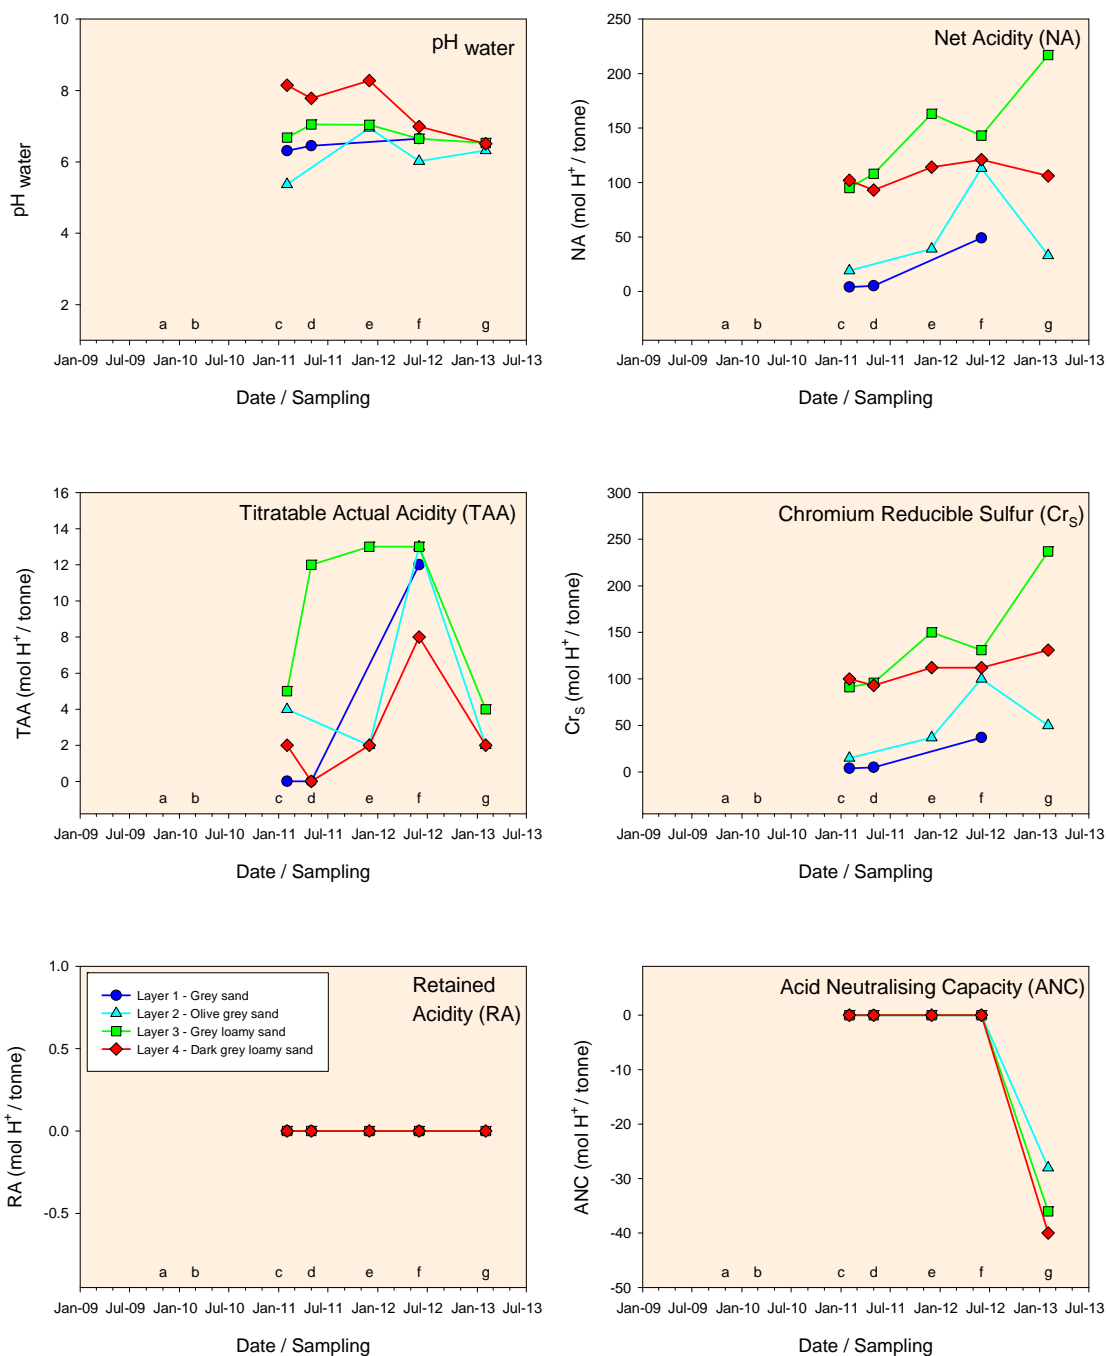 pH water
10
8
6
4
2
pH water
a b c d e f g
Jan-09 Jul-09 Jan-10 Jul-10 Jan-11 Jul-11 Jan-12 Jul-12 Jan-13 Jul-13
Date / Sampling
Net Acidity (NA)
250
200
150
100
50
0
NA (mol H+ / tonne)
a b c d e f g
Jan-09 Jul-09 Jan-10 Jul-10 Jan-11 Jul-11 Jan-12 Jul-12 Jan-13 Jul-13
Date / Sampling
Titratable Actual Acidity (TAA)
16
14
12
10
8
6
4
2
0
TAA (mol H+ / tonne)
a b c d e f g
Jan-09 Jul-09 Jan-10 Jul-10 Jan-11 Jul-11 Jan-12 Jul-12 Jan-13 Jul-13
Date / Sampling
Chromium Reducible Sulfur (CrS)
300
250
200
150
100
50
0
CrS (mol H+ / tonne)
a b c d e f g
Jan-09 Jul-09 Jan-10 Jul-10 Jan-11 Jul-11 Jan-12 Jul-12 Jan-13 Jul-13
Date / Sampling
Retained
Acidity (RA)
Layer 1 - Grey sand
Layer 2 - Olive grey sand
Layer 3 - Grey loamy sand
Layer 4 - Dark grey loamy sand
1.0
0.5
0.0
-0.5
RA (mol H+ / tonne)
a b c d e f g
Jan-09 Jul-09 Jan-10 Jul-10 Jan-11 Jul-11 Jan-12 Jul-12 Jan-13 Jul-13
Date / Sampling
Acid Neutralising Capacity (ANC)
0
-10
-20
-30
-40
-50
ANC (mol H+ / tonne)
a b c d e f g
Jan-09 Jul-09 Jan-10 Jul-10 Jan-11 Jul-11 Jan-12 Jul-12 Jan-13 Jul-13
Date / Sampling